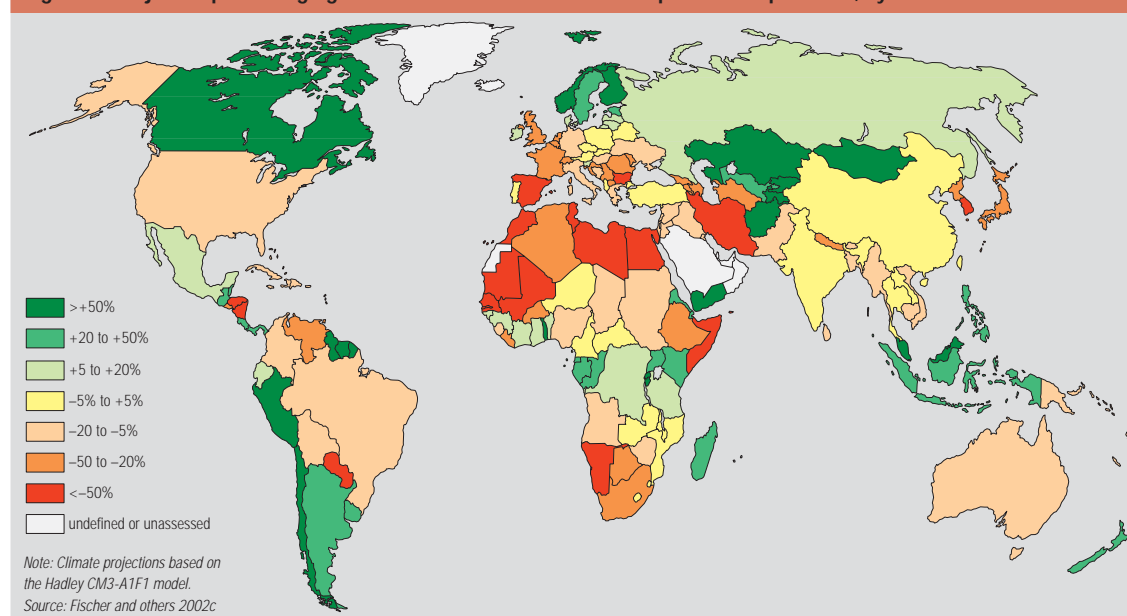 >+50%
+20 to +50%
+5 to +20%
–5% to +5%
–20 to –5%
–50 to –20%
<–50%
undefined or unassessed
Note: Climate projections based on
the Hadley CM3-A1F1 model.
Source: Fischer and others 2002c